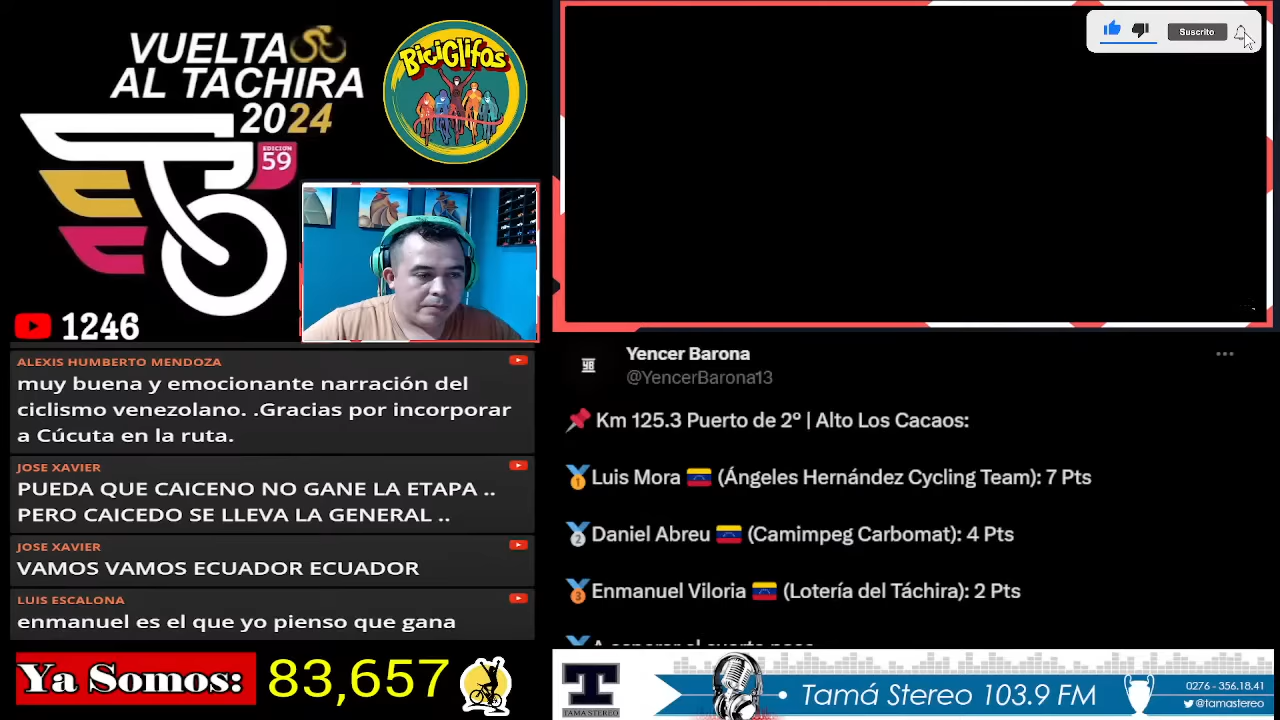 VUELTA
AL TACHIRA
2024
EDICION
59
BiciGlifos
1246
ALEXIS HUMBERTO MENDOZA
muy buena y emocionante narración del
ciclismo venezolano. .Gracias por incorporar
a Cúcuta en la ruta.
JOSE XAVIER
PUEDA QUE CAICENO NO GANE LA ETAPA ..
PERO CAICEDO SE LLEVA LA GENERAL ..
JOSE XAVIER
VAMOS VAMOS ECUADOR ECUADOR
LUIS ESCALONA
enmanuel es el que yo pienso que gana
Ya Somos: 83,657
Suscrito
YB
Yencer Barona
@YencerBarona13
📌 Km 125.3 Puerto de 2° | Alto Los Cacaos:
🥇Luis Mora 🇻🇪 (Ángeles Hernández Cycling Team): 7 Pts
🥈Daniel Abreu 🇻🇪 (Camimpeg Carbomat): 4 Pts
🥉Enmanuel Viloria 🇻🇪 (Lotería del Táchira): 2 Pts
T
TAMÁ STEREO
Tamá Stereo 103.9 FM
0276 - 356.18.41
@tamastereo